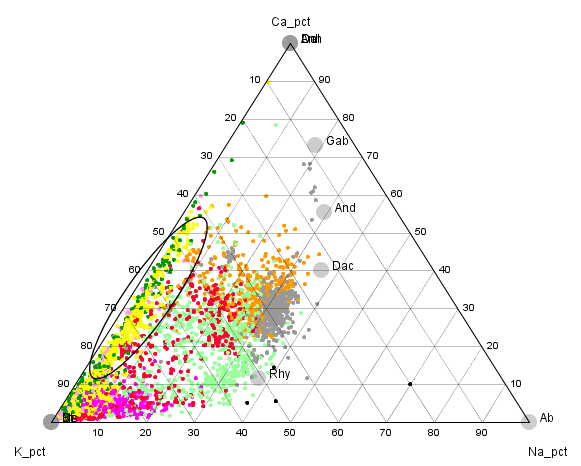 Ca_pct
10 90
20 80
Gab
30 70
40 60
And
50 50
Dac
60 40
70 30
80 20
Rhy
90 10
Ab
10 20 30 40 50 60 70 80 90
K_pct Na_pct